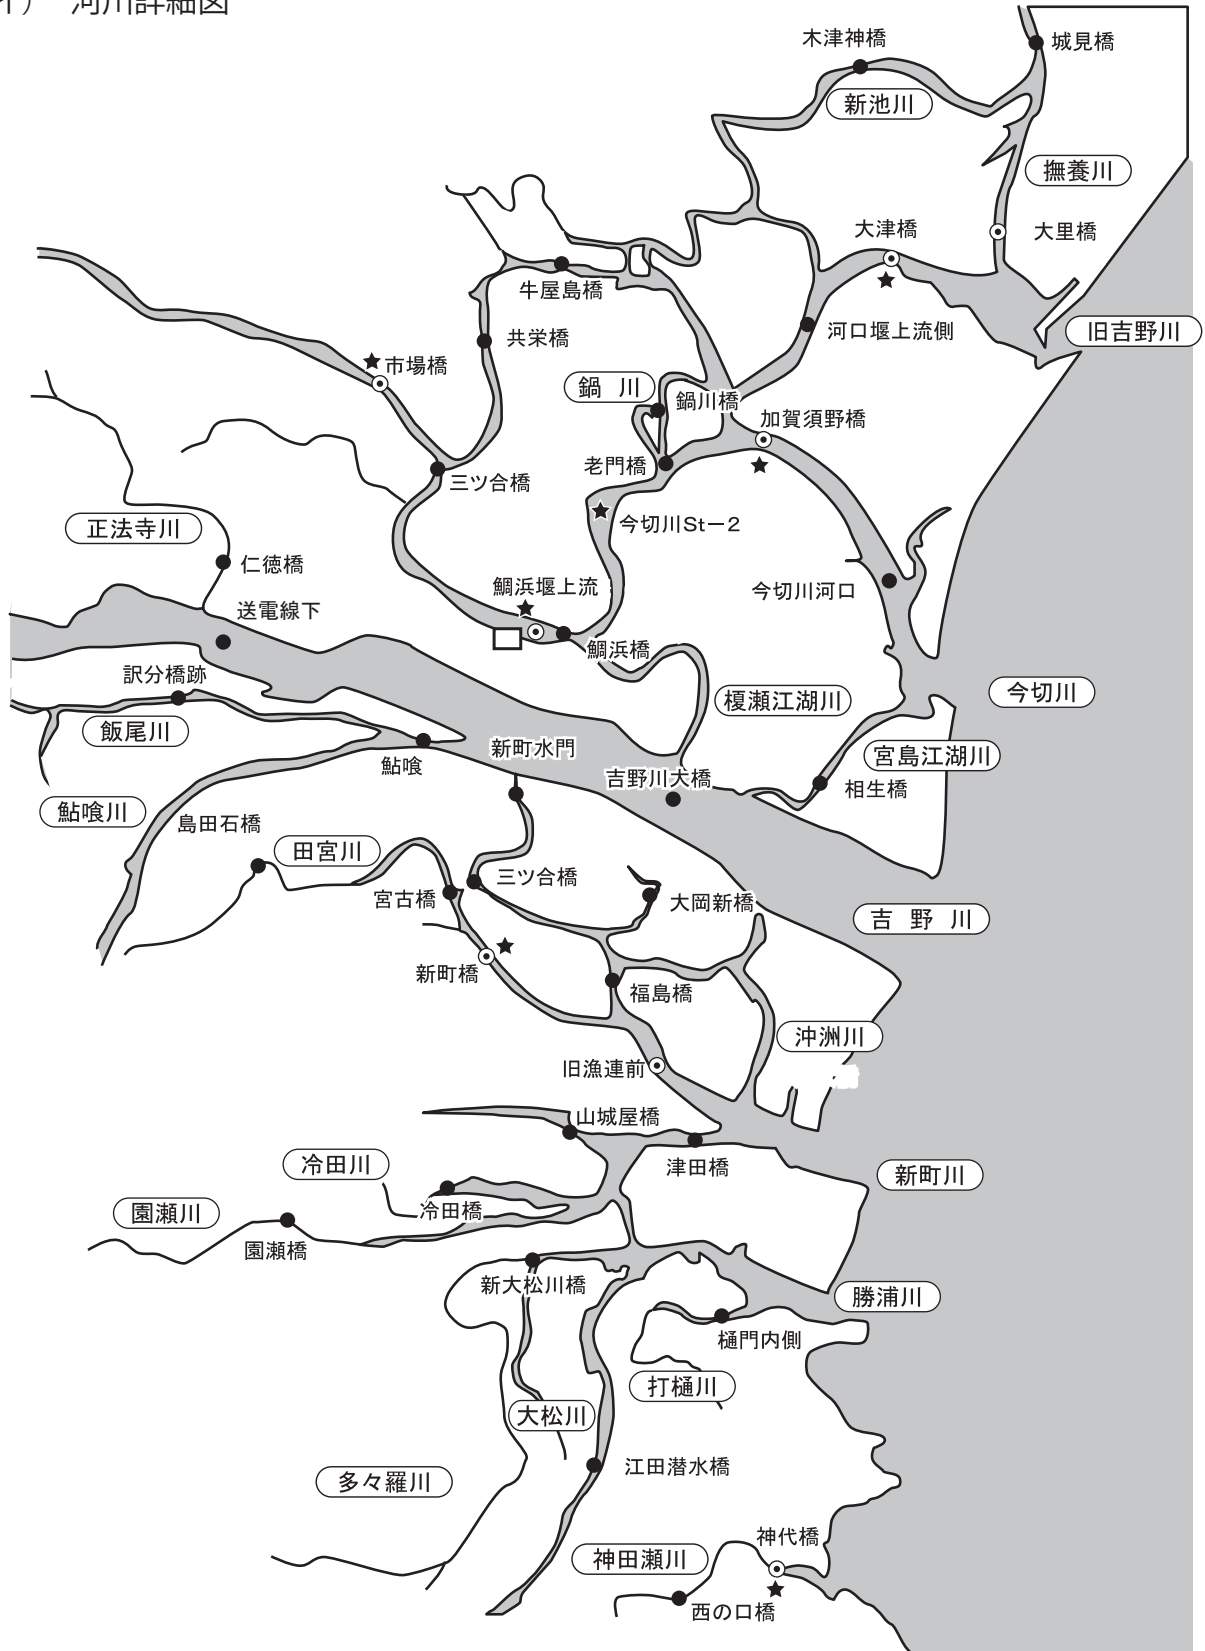 イ） 河川詳細図
木津神橋
城見橋
新池川
撫養川
大津橋
大里橋
牛屋島橋
河口堰上流側
旧吉野川
共栄橋
★市場橋
鍋 川
鍋川橋
加賀須野橋
老門橋
三ツ合橋
今切川St－2
正法寺川
仁徳橋
鯛浜堰上流
今切川河口
送電線下
鯛浜橋
訳分橋跡
榎瀬江湖川
今切川
飯尾川
新町水門
宮島江湖川
鮎喰
吉野川大橋
相生橋
鮎喰川
島田石橋
田宮川
三ツ合橋
宮古橋
大岡新橋
吉 野 川
新町橋
福島橋
沖洲川
旧漁連前
山城屋橋
冷田川
津田橋
新町川
園瀬川
冷田橋
園瀬橋
新大松川橋
勝浦川
樋門内側
打樋川
大松川
江田潜水橋
多々羅川
神代橋
神田瀬川
西の口橋